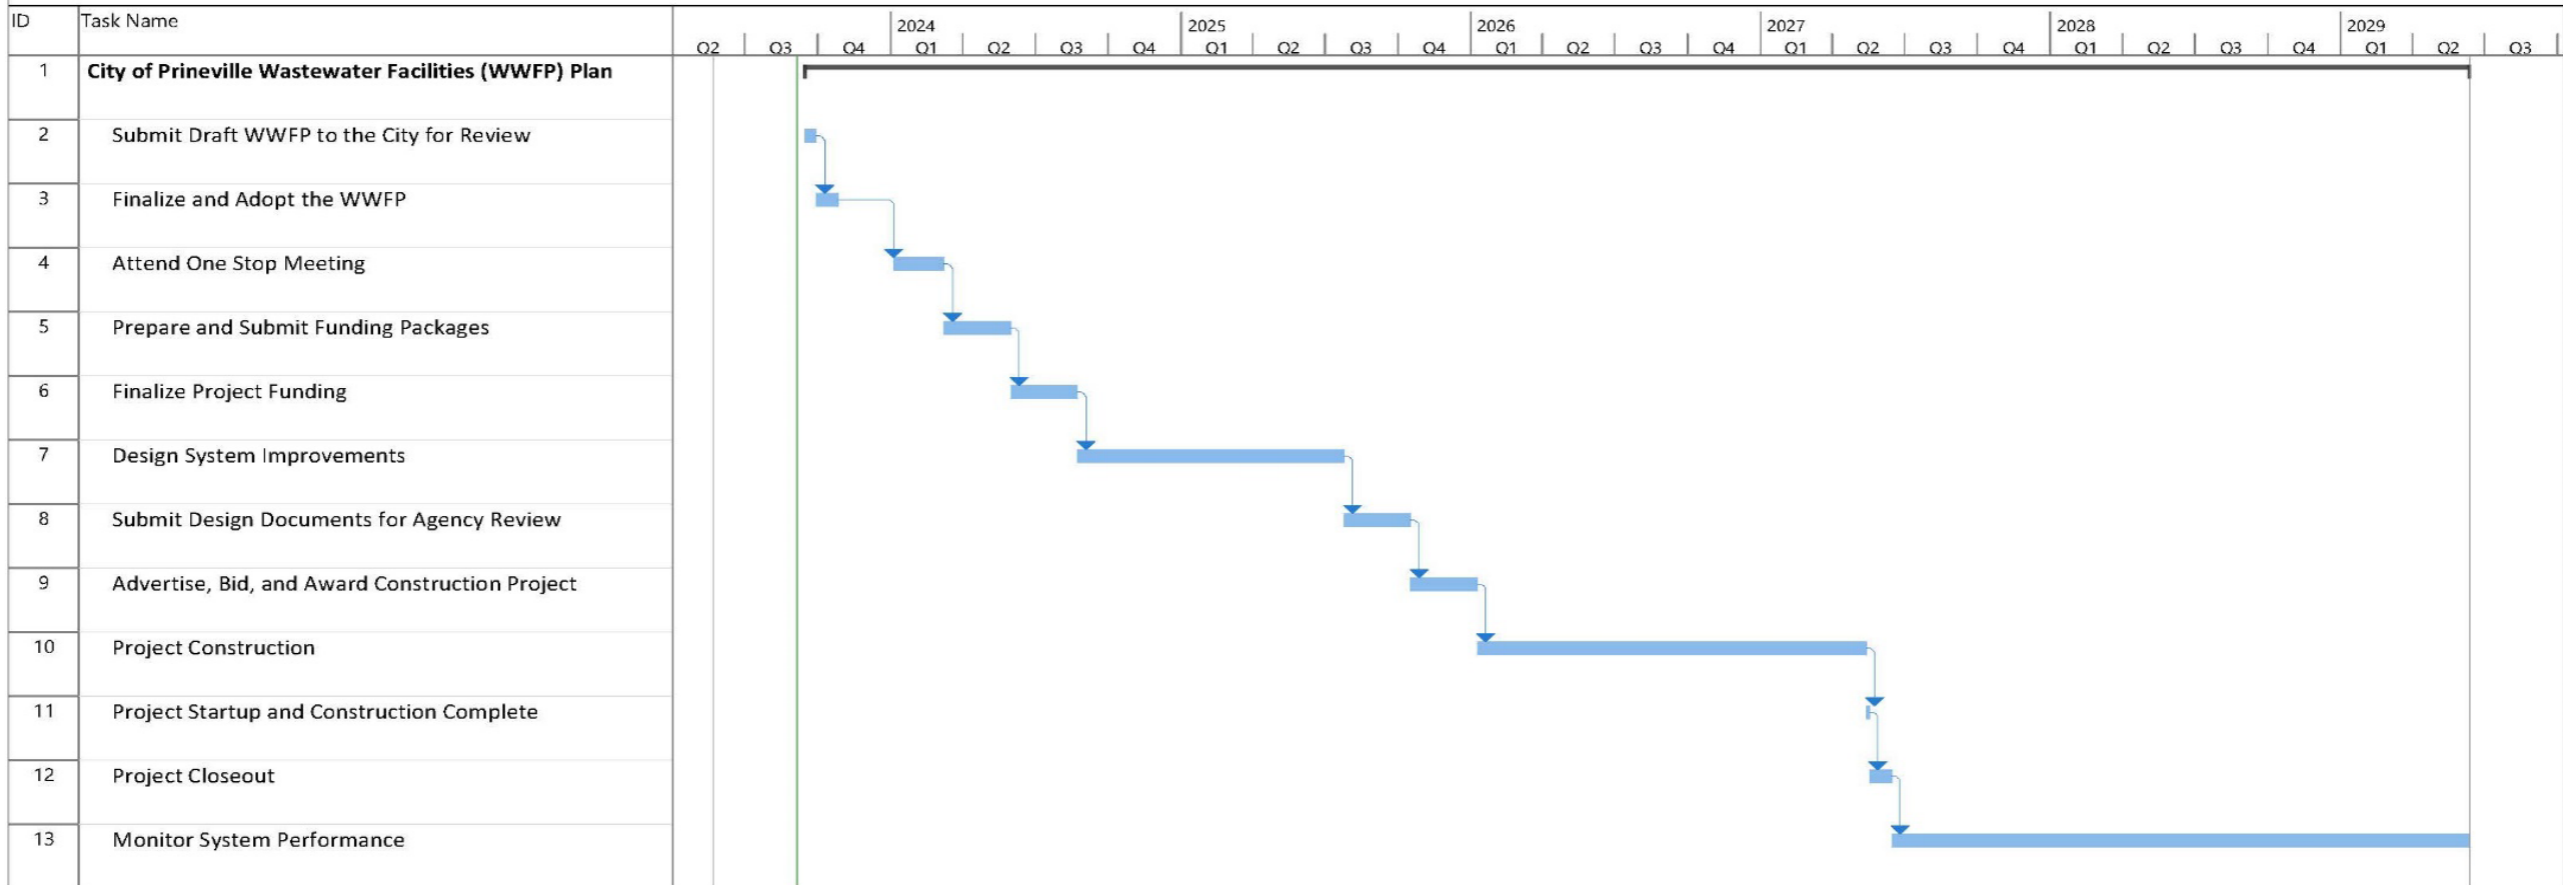 ID Task Name 2024 2025 2026 2027 2028 2029
Q2 Q3 Q4 Q1 Q2 Q3 Q4 Q1 Q2 Q3 Q4 Q1 Q2 Q3 Q4 Q1 Q2 Q3 Q4 Q1 Q2 Q3 Q4 Q1 Q2 Q3
1 City of Prineville Wastewater Facilities (WWFP) Plan
2 Submit Draft WWFP to the City for Review
3 Finalize and Adopt the WWFP
4 Attend One Stop Meeting
5 Prepare and Submit Funding Packages
6 Finalize Project Funding
7 Design System Improvements
8 Submit Design Documents for Agency Review
9 Advertise, Bid, and Award Construction Project
10 Project Construction
11 Project Startup and Construction Complete
12 Project Closeout
13 Monitor System Performance